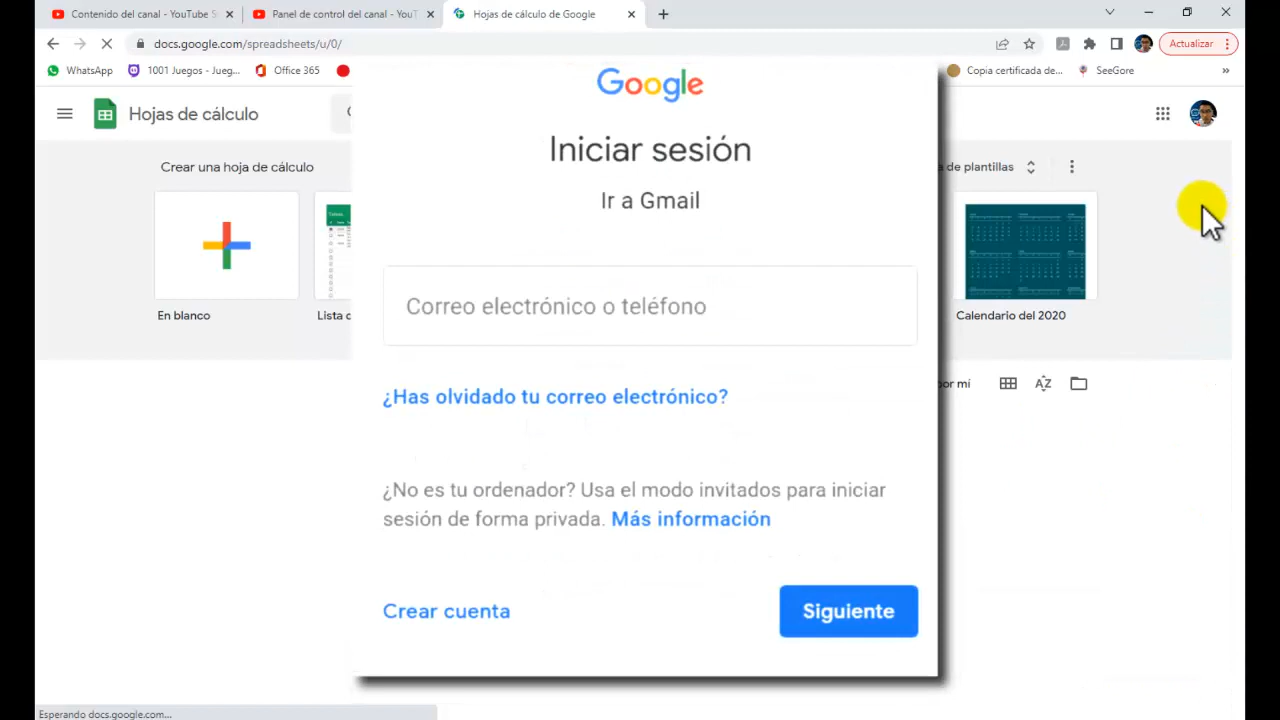 Contenido del canal - YouTube S
Panel de control del canal - YouT
Hojas de cálculo de Google
docs.google.com/spreadsheets/u/0/
Actualizar
WhatsApp
1001 Juegos - Jueg...
Office 365
Copia certificada de...
SeeGore
»
Hojas de cálculo
Crear una hoja de cálculo
de plantillas
En blanco
Lista
Calendario del 2020
por mí
AZ
Google
Iniciar sesión
Ir a Gmail
Correo electrónico o teléfono
¿Has olvidado tu correo electrónico?
¿No es tu ordenador? Usa el modo invitados para iniciar
sesión de forma privada. Más información
Crear cuenta
Siguiente
Esperando docs.google.com...